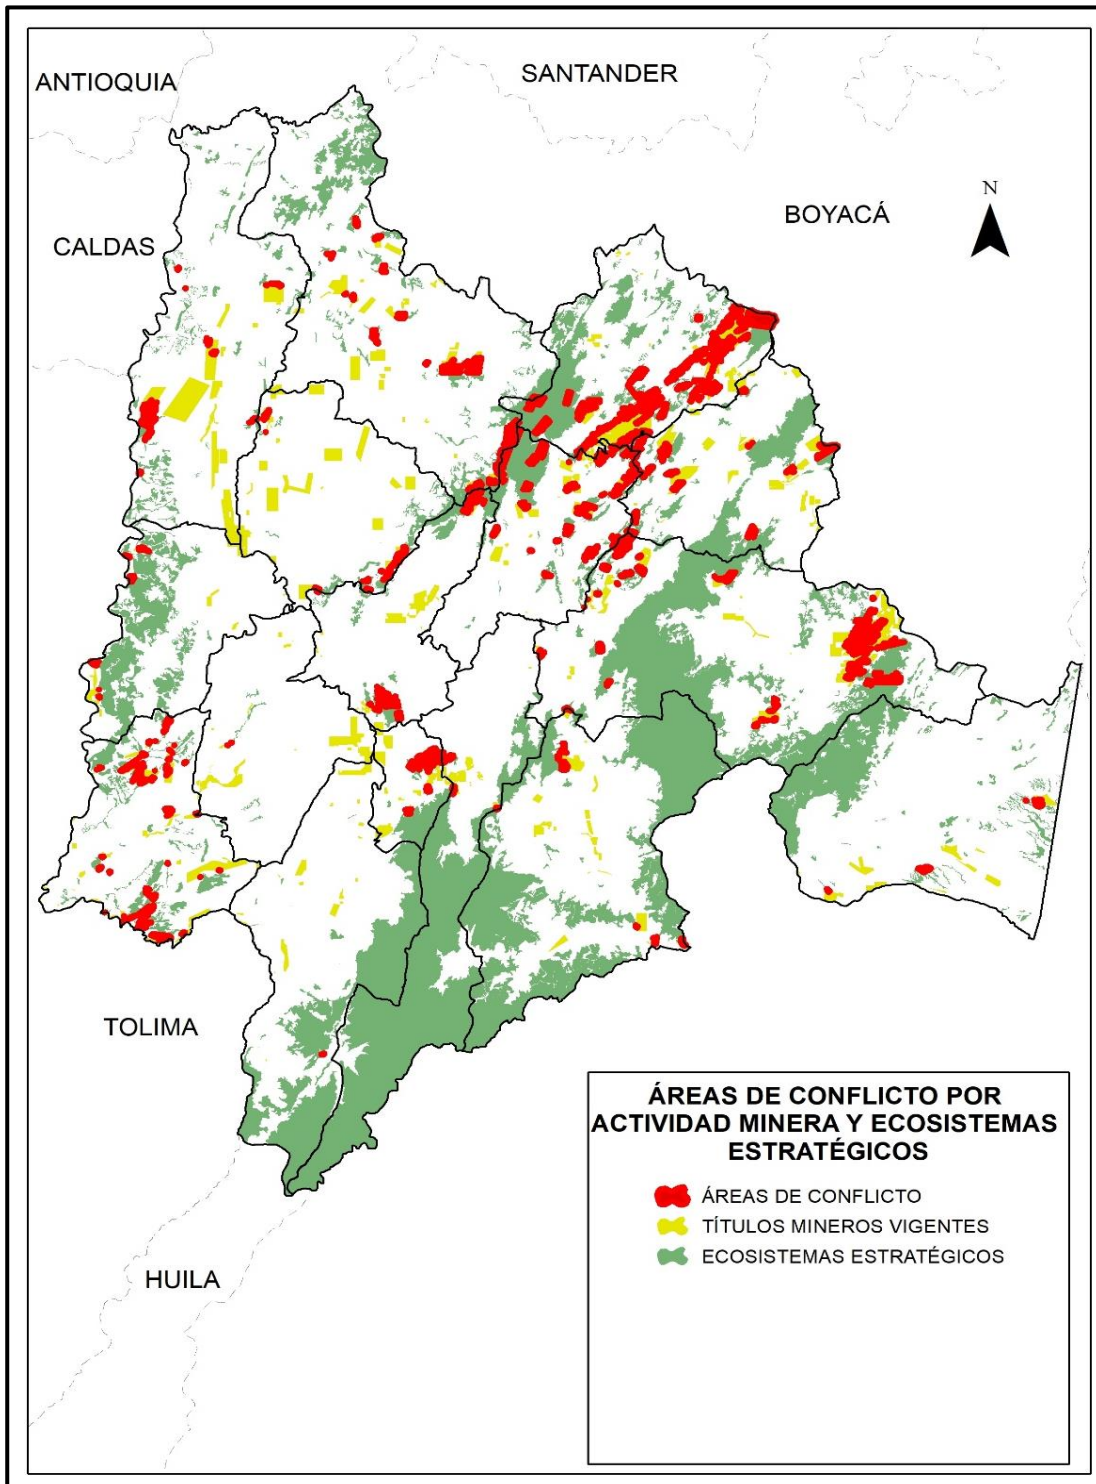 SANTANDER
ANTIOQUIA
N
BOYACÁ
CALDAS
TOLIMA
HUILA
ÁREAS DE CONFLICTO POR
ACTIVIDAD MINERA Y ECOSISTEMAS
ESTRATÉGICOS
ÁREAS DE CONFLICTO
TÍTULOS MINEROS VIGENTES
ECOSISTEMAS ESTRATÉGICOS